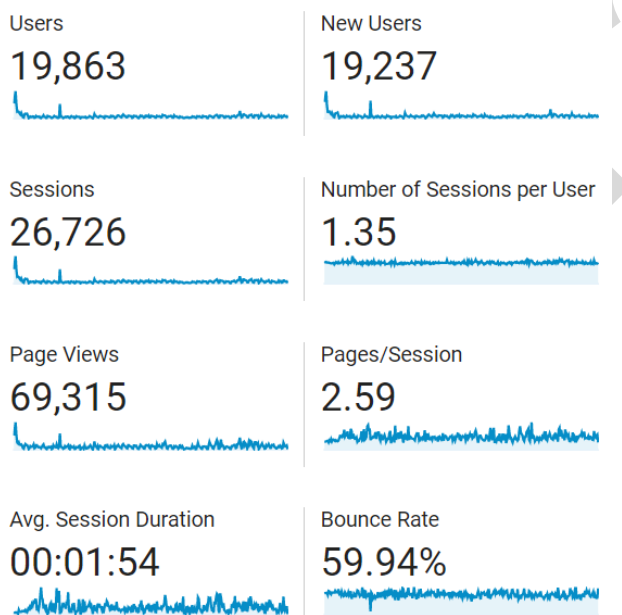 Users
19,863
New Users
19,237
Sessions
26,726
Number of Sessions per User
1.35
Page Views
69,315
Pages/Session
2.59
Avg. Session Duration
00:01:54
Bounce Rate
59.94%